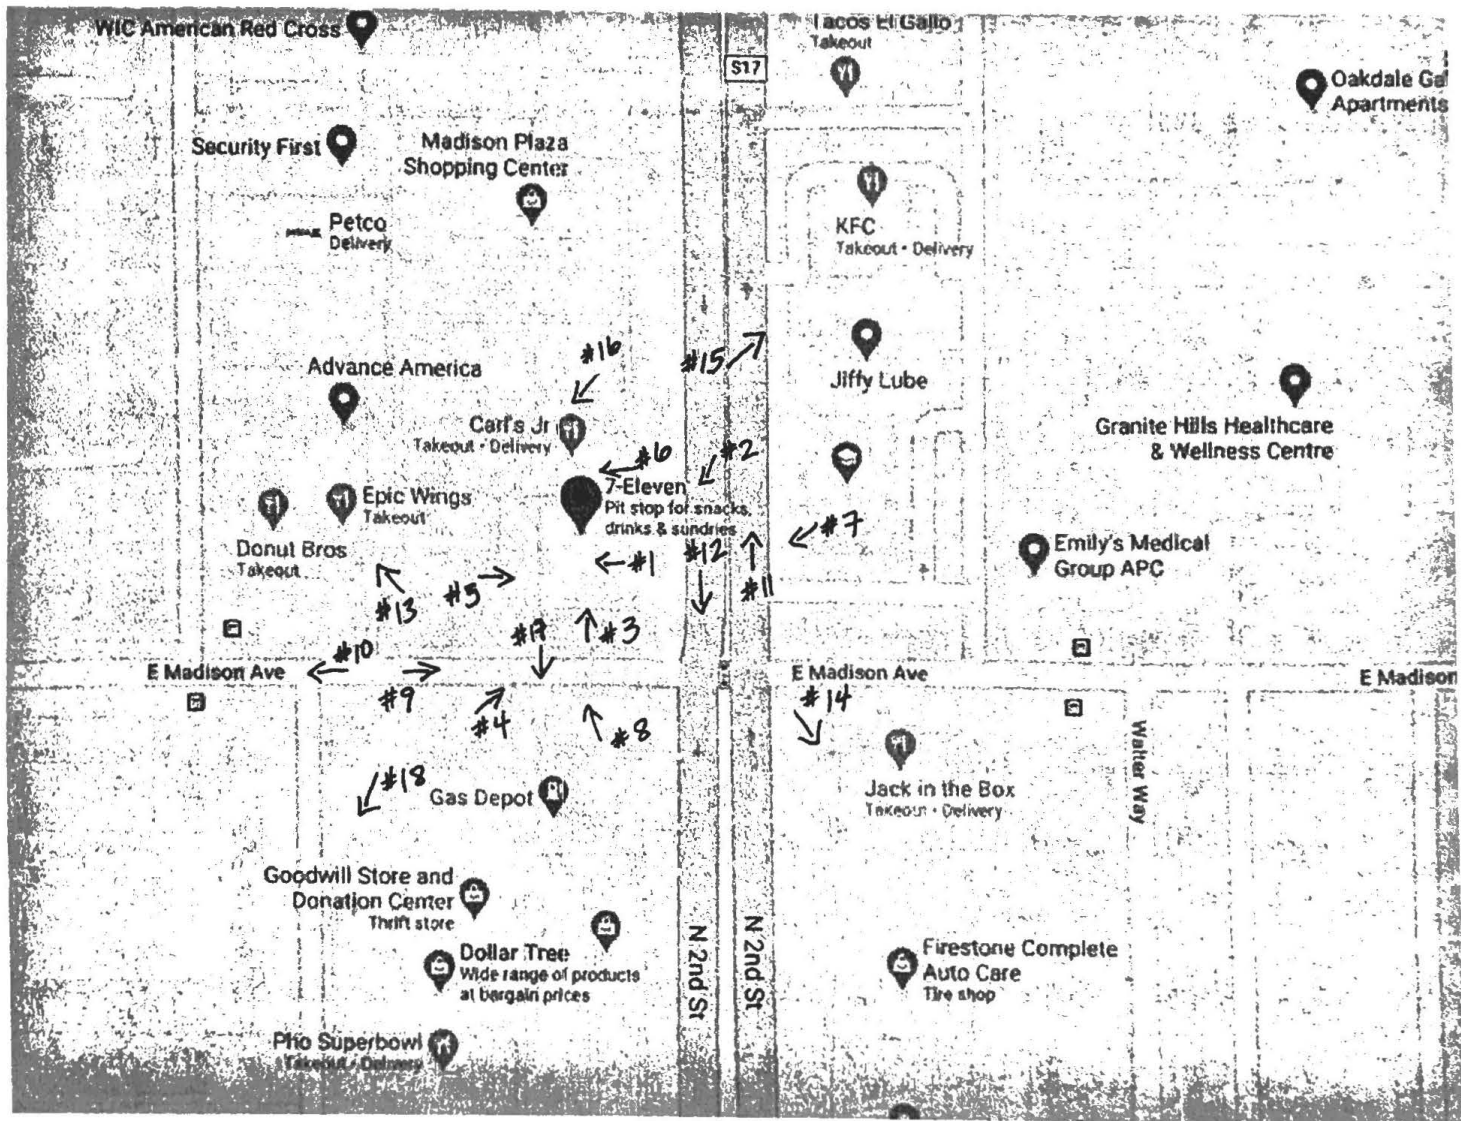 WIC American Red Cross
Tacos El Gallo
Takeout
S17
Oakdale Ga
Apartments
Security First
Madison Plaza
Shopping Center
Petco
Delivery
KFC
Takeout • Delivery
#16
#15
Advance America
Jiffy Lube
Carl's Jr
Takeout • Delivery
Granite Hills Healthcare
& Wellness Centre
#6
#2
7-Eleven
Pit stop for snacks,
drinks & sundries
Epic Wings
Takeout
Donut Bros
Takeout
#7
#12
#1
Emily's Medical
Group APC
#13
#5
#11
#17
#3
#10
E Madison Ave
E Madison Ave
E Madison
#9
#4
#8
#14
#18
Gas Depot
Jack in the Box
Takeout • Delivery
Walter Way
Goodwill Store and
Donation Center
Thrift store
Dollar Tree
Wide range of products
at bargain prices
N 2nd St
N 2nd St
Firestone Complete
Auto Care
Tire shop
Pho Superbowl
Takeout • Delivery